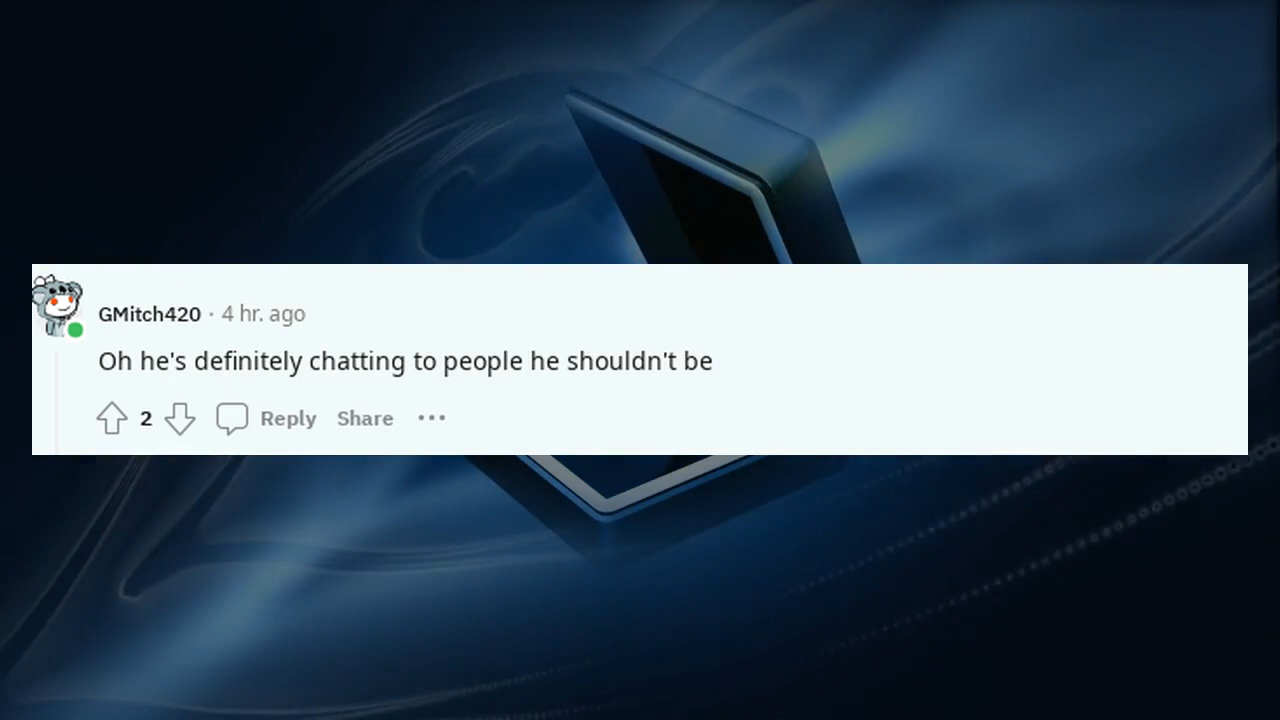 GMitch420 · 4 hr. ago
Oh he's definitely chatting to people he shouldn't be
2 Reply Share ···